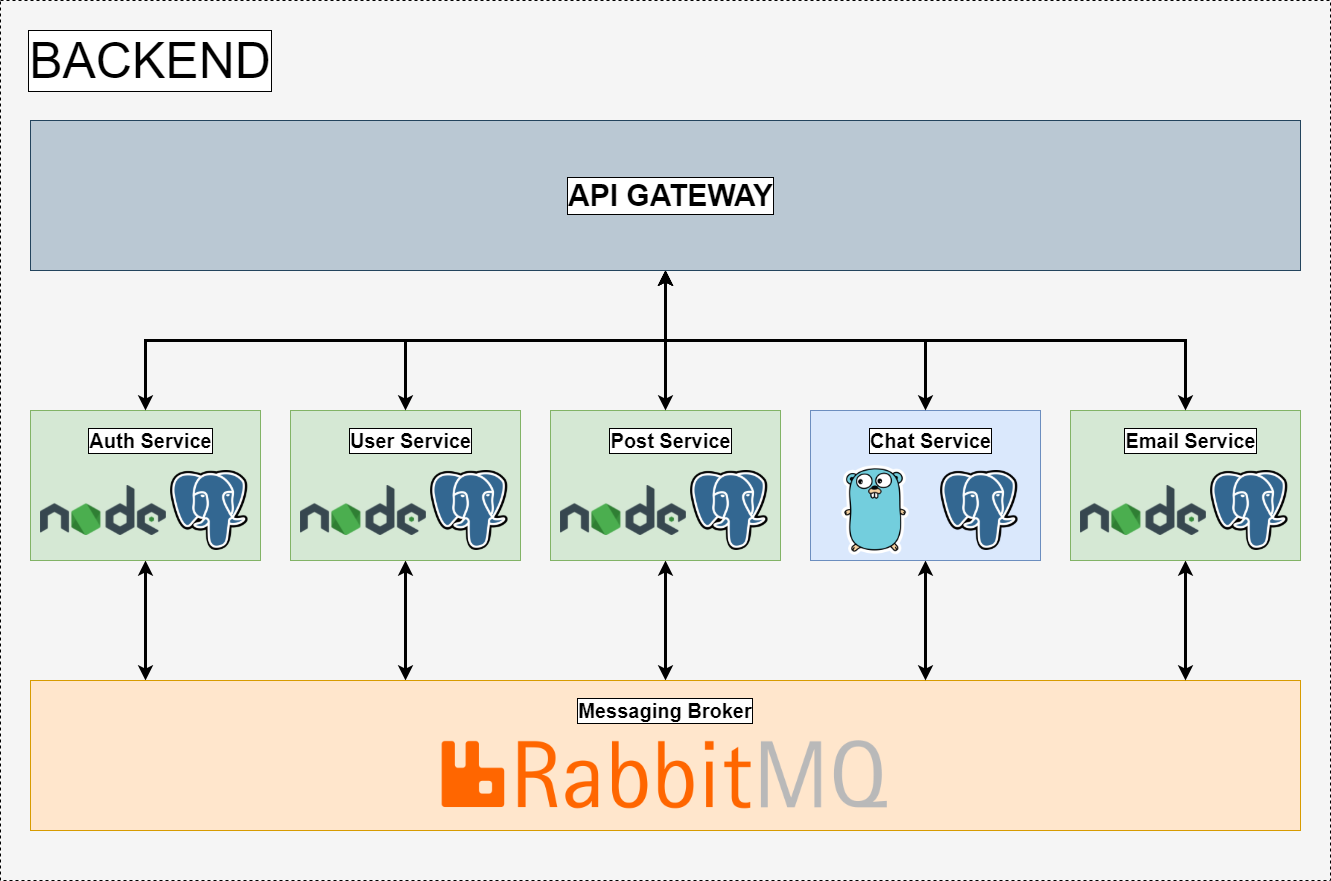 BACKEND
API GATEWAY
Auth Service
User Service
Post Service
Chat Service
Email Service
node
node
node
node
Messaging Broker
RabbitMQ